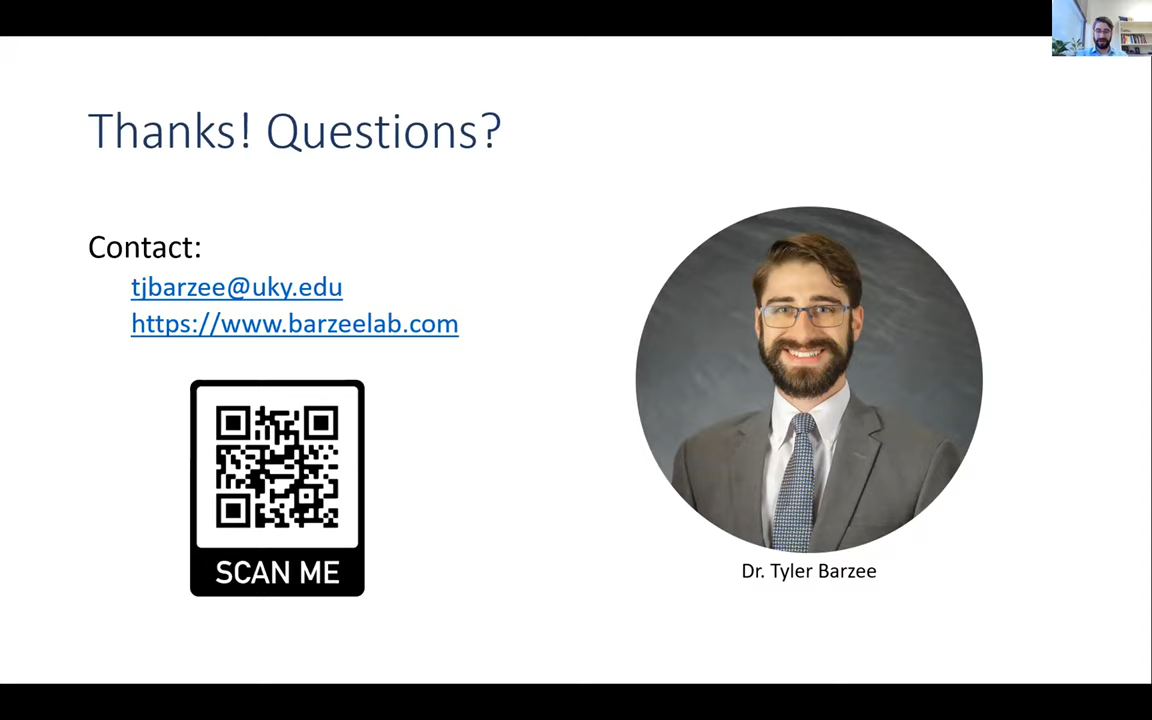 Thanks! Questions?
Contact:
tjbarzee@uky.edu
https://www.barzeelab.com
SCAN ME
Dr. Tyler Barzee